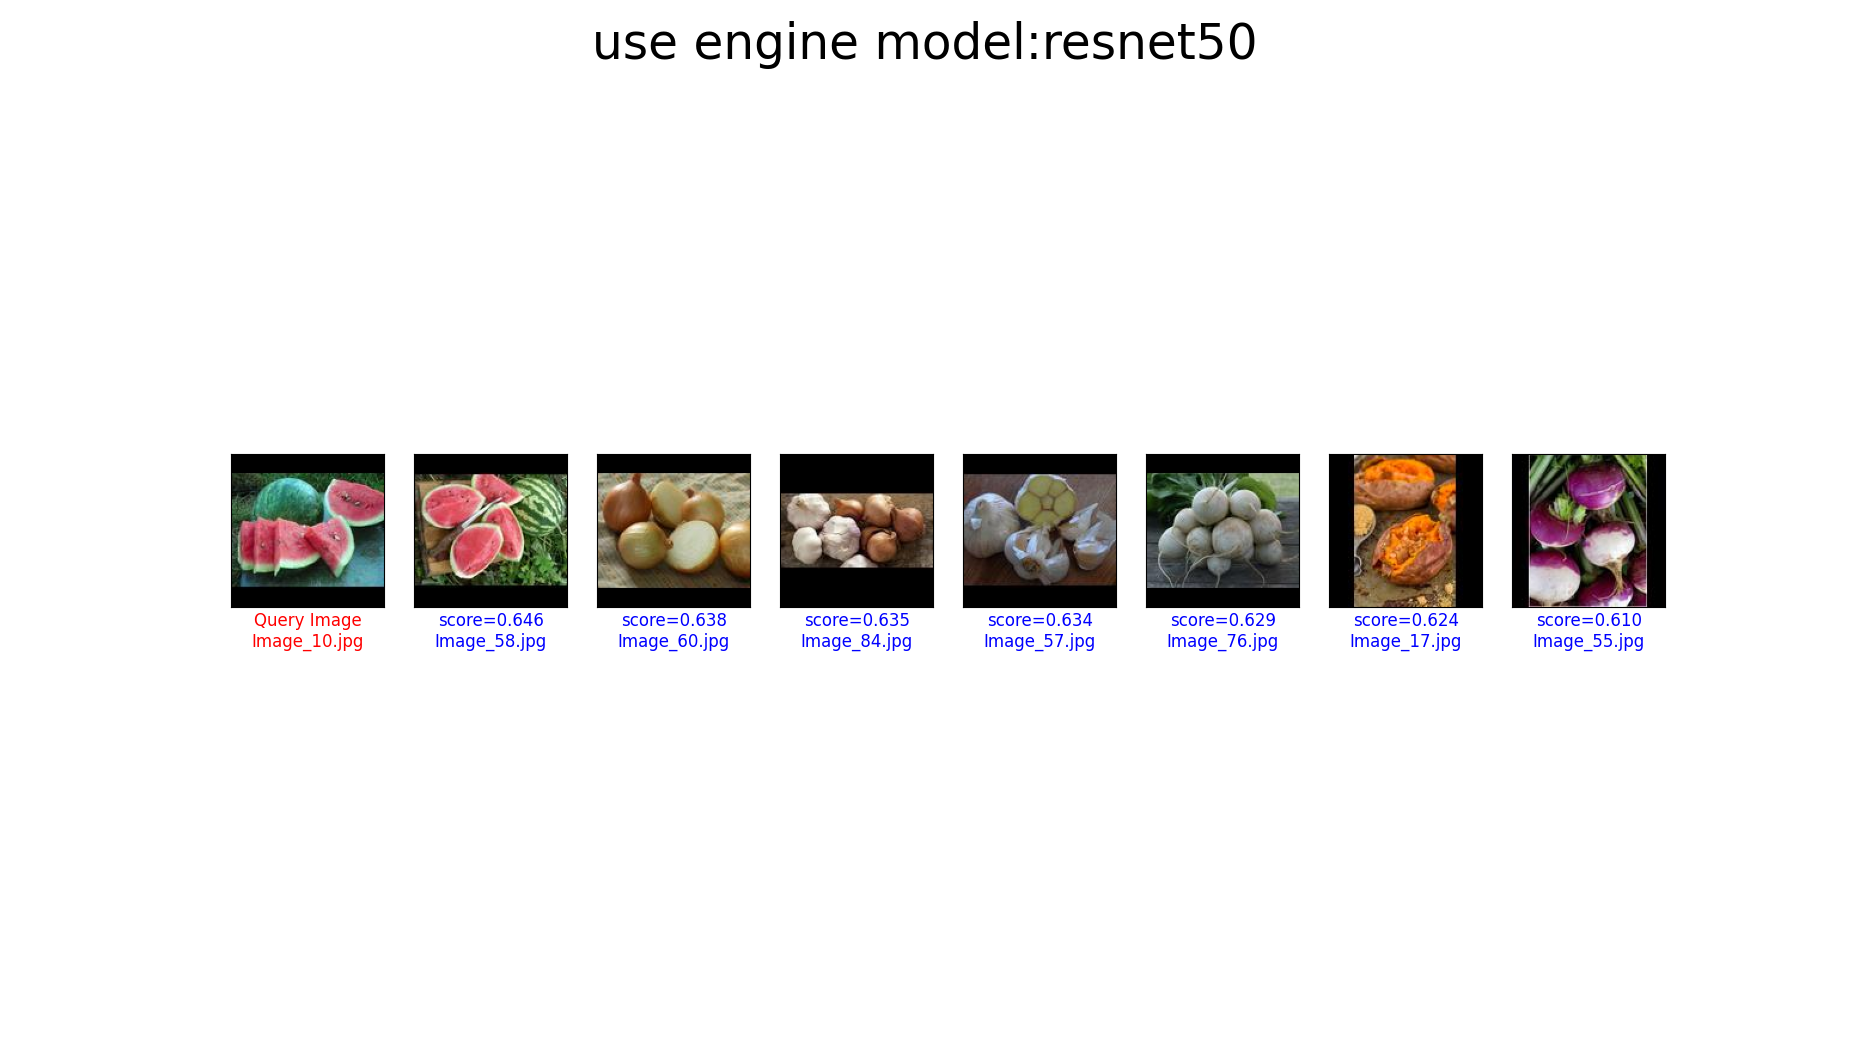 use engine model:resnet50
Query Image
Image_10.jpg
score=0.646
Image_58.jpg
score=0.638
Image_60.jpg
score=0.635
Image_84.jpg
score=0.634
Image_57.jpg
score=0.629
Image_76.jpg
score=0.624
Image_17.jpg
score=0.610
Image_55.jpg